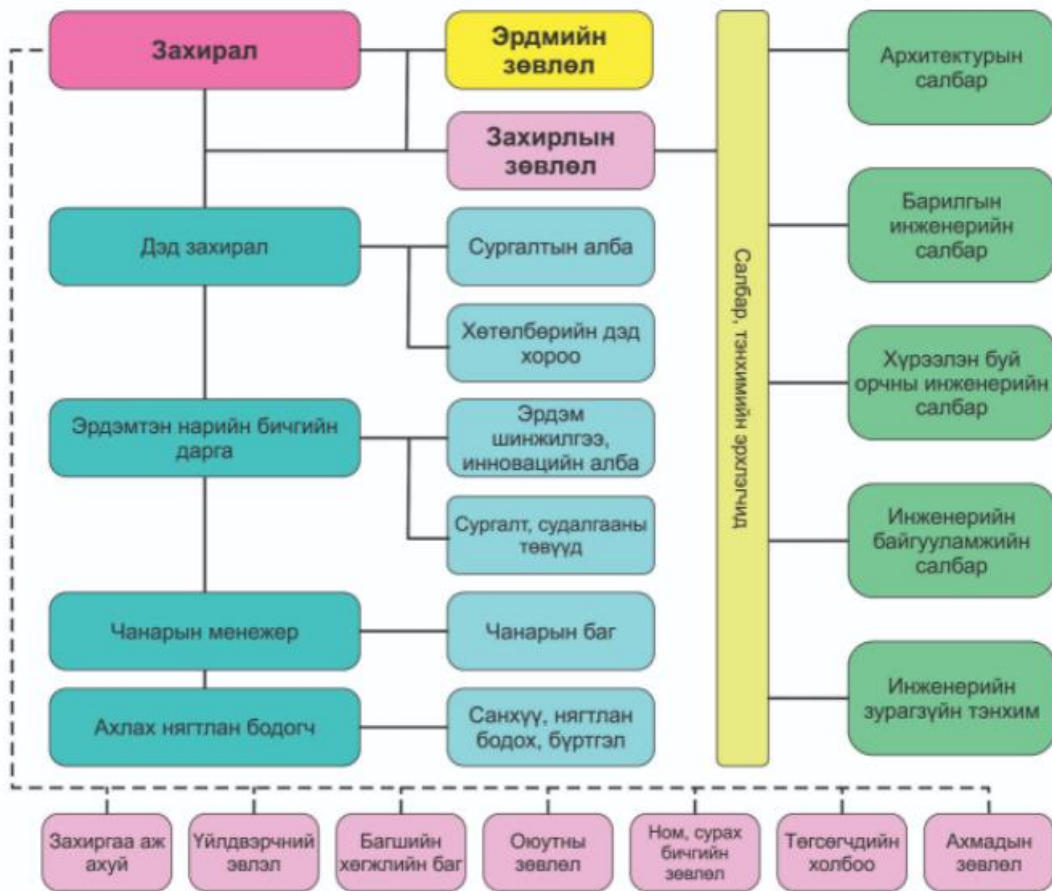 Захирал
Эрдмийн
зөвлөл
Захирлын
зөвлөл
Дэд захирал
Сургалтын алба
Хөтөлбөрийн дэд
хороо
Эрдэмтэн нарийн бичгийн
дарга
Эрдэм
шинжилгээ,
инновацийн алба
Сургалт, судалгааны
төвүүд
Чанарын менежер
Чанарын баг
Ахлах нягтлан бодогч
Санхүү, нягтлан
бодох, бүртгэл
Салбар, тэнхимийн эрхлэгчид
Архитектурын
салбар
Барилгын
инженерийн
салбар
Хүрээлэн буй
орчны инженерийн
салбар
Инженерийн
байгууламжийн
салбар
Инженерийн
зурагзүйн тэнхим
Захиргаа аж
ахуй
Үйлдвэрчний
эвлэл
Багшийн
хөгжлийн баг
Оюутны
зөвлөл
Ном, сурах
бичгийн
зөвлөл
Төгсөгчдийн
холбоо
Ахмадын
зөвлөл